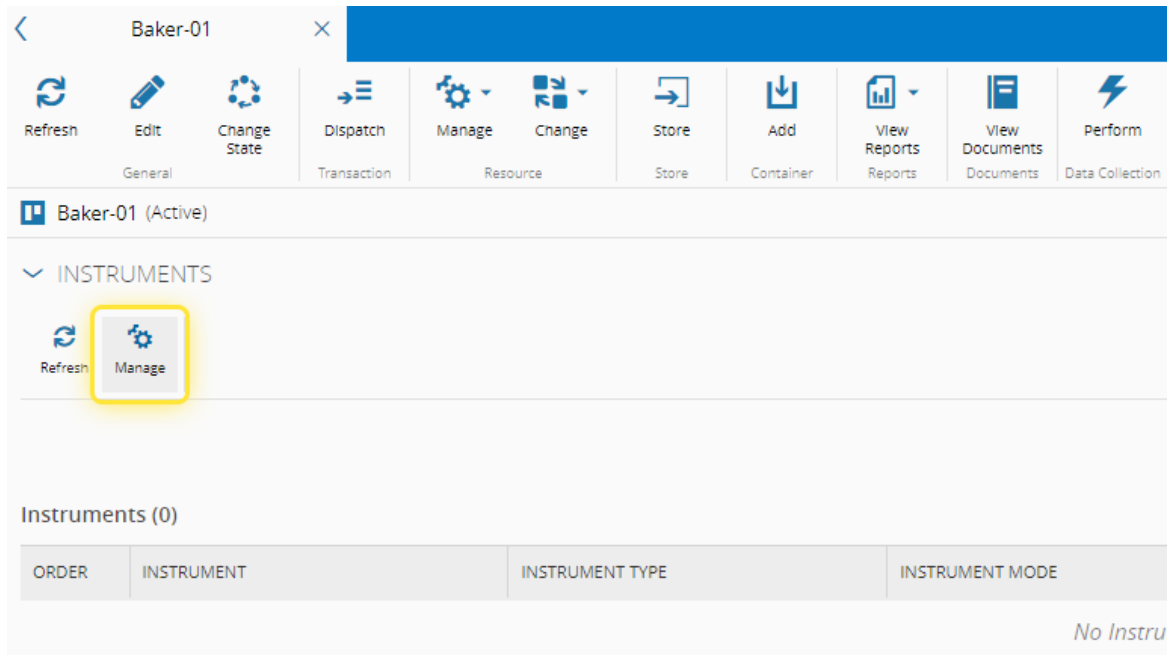 Baker-01
Refresh Edit Change State Dispatch Manage Change Store Add View Reports View Documents Perform
General Transaction Resource Store Container Reports Documents Data Collection
Baker-01 (Active)
INSTRUMENTS
Refresh Manage
Instruments (0)
ORDER INSTRUMENT INSTRUMENT TYPE INSTRUMENT MODE
No Instru